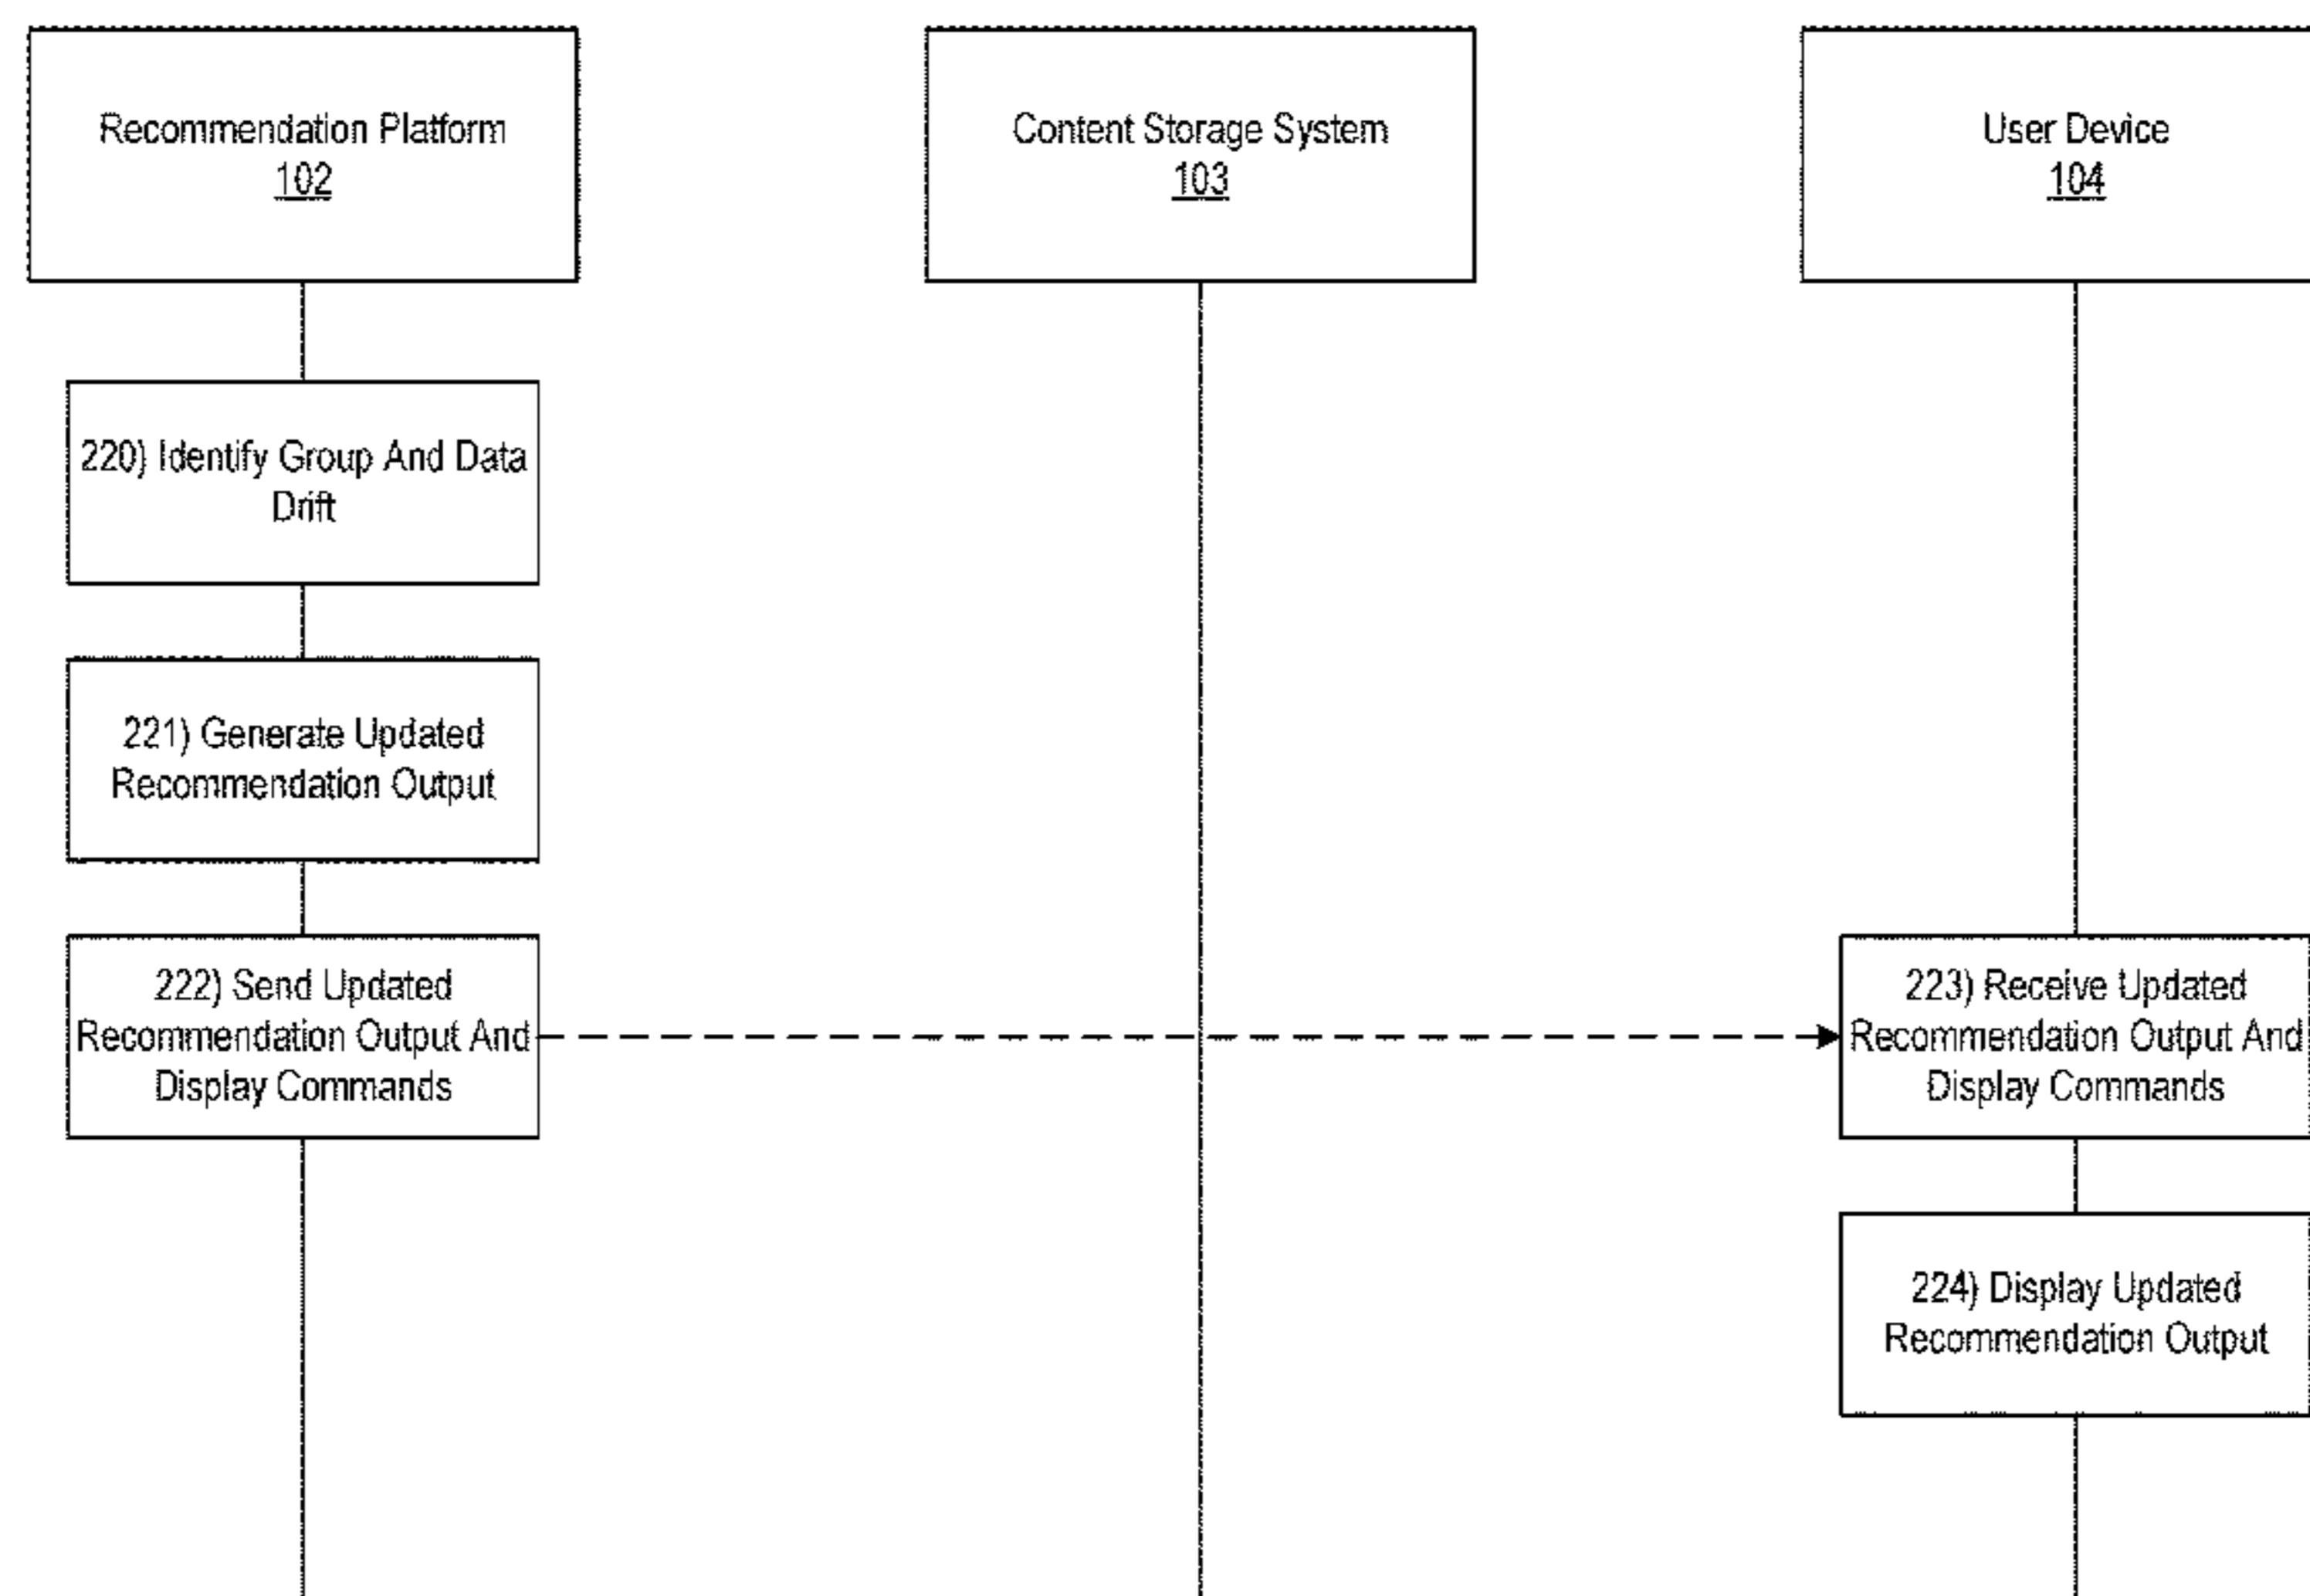 Recommendation Platform
102
Content Storage System
103
User Device
104
220) Identify Group And Data
Drift
221) Generate Updated
Recommendation Output
222) Send Updated
Recommendation Output And
Display Commands
223) Receive Updated
Recommendation Output And
Display Commands
224) Display Updated
Recommendation Output